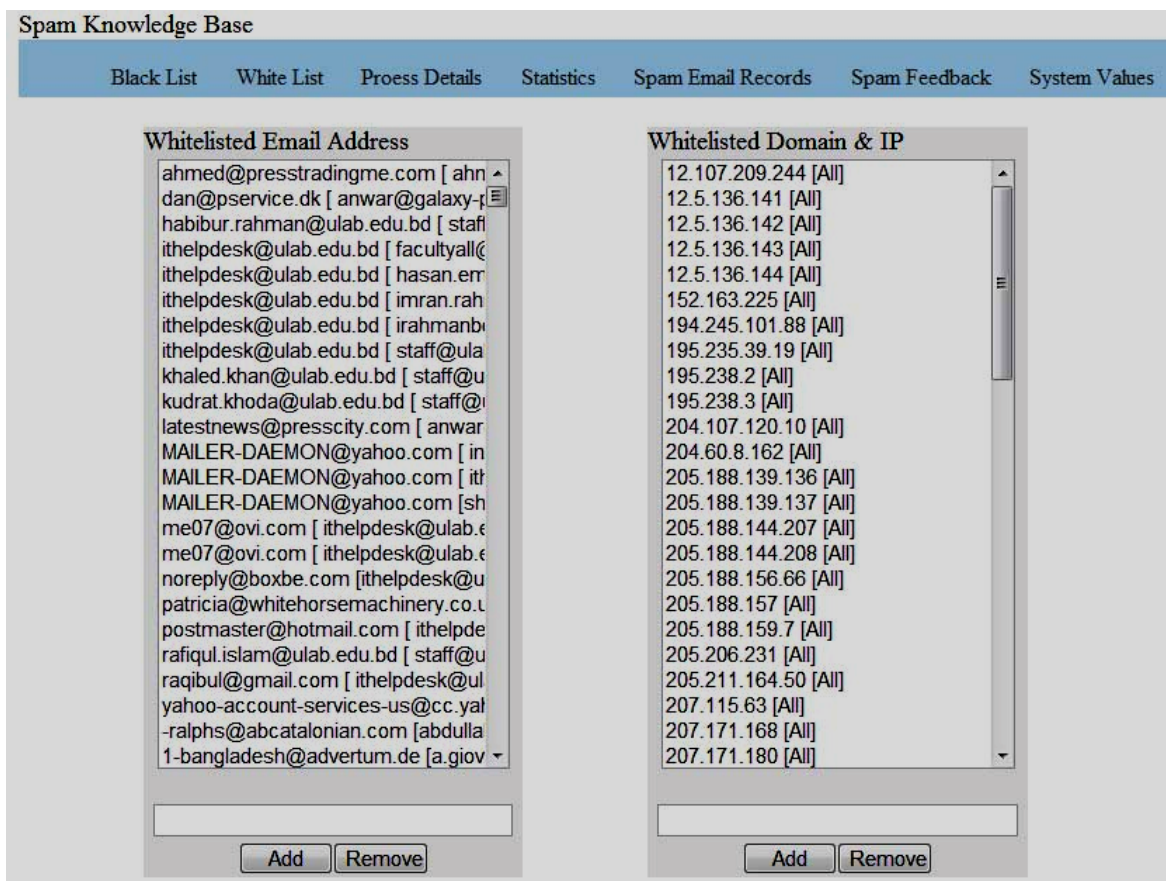 Spam Knowledge Base
Black List White List Proess Details Statistics Spam Email Records Spam Feedback System Values
Whitelisted Email Address
ahmed@presstradingme.com [ ahn
dan@pservice.dk [ anwar@galaxy-p
habibur.rahman@ulab.edu.bd [ staff
ithelpdesk@ulab.edu.bd [ facultyall@
ithelpdesk@ulab.edu.bd [ hasan.em
ithelpdesk@ulab.edu.bd [ imran.rah
ithelpdesk@ulab.edu.bd [ irahmanb
ithelpdesk@ulab.edu.bd [ staff@ula
khaled.khan@ulab.edu.bd [ staff@u
kudrat.khoda@ulab.edu.bd [ staff@
latestnews@presscity.com [ anwar
MAILER-DAEMON@yahoo.com [ in
MAILER-DAEMON@yahoo.com [ ith
MAILER-DAEMON@yahoo.com [sh
me07@ovi.com [ ithelpdesk@ulab.e
me07@ovi.com [ ithelpdesk@ulab.e
noreply@boxbe.com [ithelpdesk@u
patricia@whitehorsemachinery.co.u
postmaster@hotmail.com [ ithelpde
rafiqul.islam@ulab.edu.bd [ staff@u
raqibul@gmail.com [ ithelpdesk@ul
yahoo-account-services-us@cc.yah
-ralphs@abcatalonian.com [abdulla
1-bangladesh@advertum.de [a.giov
Add Remove
Whitelisted Domain & IP
12.107.209.244 [All]
12.5.136.141 [All]
12.5.136.142 [All]
12.5.136.143 [All]
12.5.136.144 [All]
152.163.225 [All]
194.245.101.88 [All]
195.235.39.19 [All]
195.238.2 [All]
195.238.3 [All]
204.107.120.10 [All]
204.60.8.162 [All]
205.188.139.136 [All]
205.188.139.137 [All]
205.188.144.207 [All]
205.188.144.208 [All]
205.188.156.66 [All]
205.188.157 [All]
205.188.159.7 [All]
205.206.231 [All]
205.211.164.50 [All]
207.115.63 [All]
207.171.168 [All]
207.171.180 [All]
Add Remove